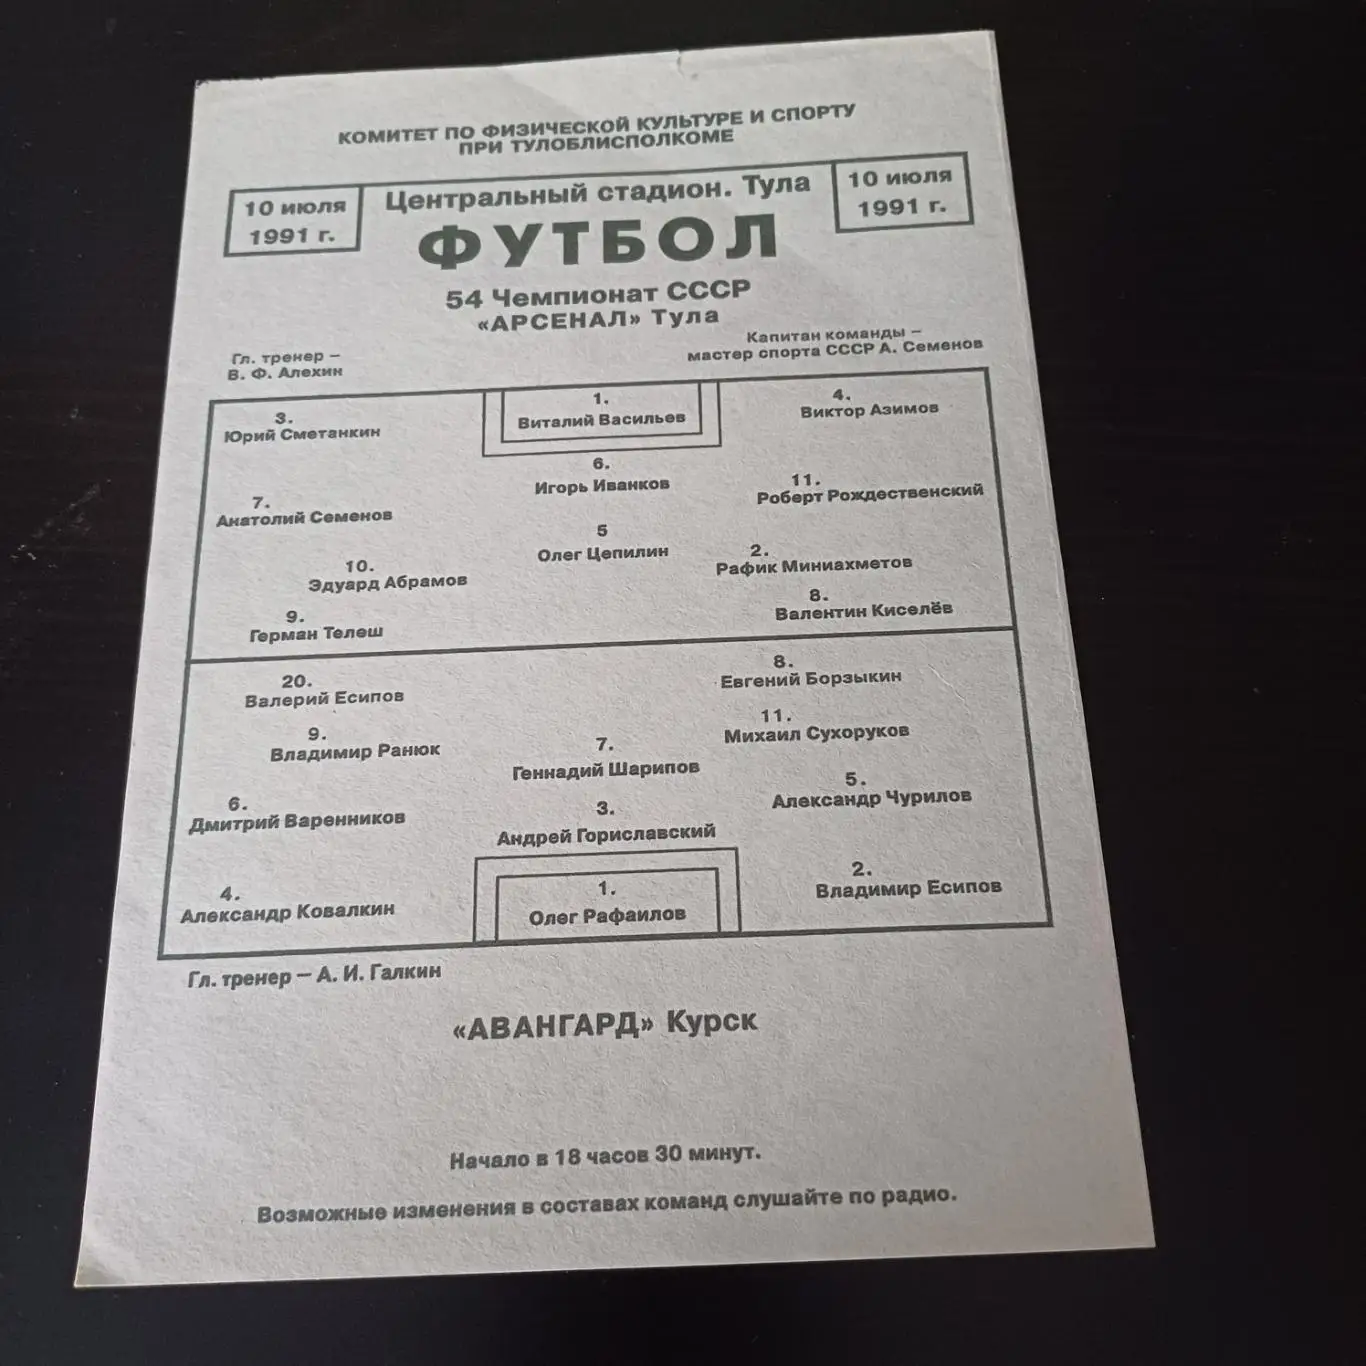 КОМИТЕТ ПО ФИЗИЧЕСКОЙ КУЛЬТУРЕ И СПОРТУ
ПРИ ТУЛОБЛИСПОЛКОМЕ
10 июля
1991 г.
Центральный стадион. Тула
10 июля
1991 г.
ФУТБОЛ
54 Чемпионат СССР
«АРСЕНАЛ» Тула
Гл. тренер –
В. Ф. Алехин
Капитан команды –
мастер спорта СССР А. Семенов
3.
Юрий Сметанкин
1.
Виталий Васильев
4.
Виктор Азимов
6.
Игорь Иванков
7.
Анатолий Семенов
11.
Роберт Рождественский
5
Олег Цепилин
10.
Эдуард Абрамов
2.
Рафик Миниахметов
9.
Герман Телеш
8.
Валентин Киселёв
20.
Валерий Есипов
8.
Евгений Борзыкин
9.
Владимир Ранюк
11.
Михаил Сухоруков
7.
Геннадий Шарипов
6.
Дмитрий Варенников
5.
Александр Чурилов
3.
Андрей Гориславский
4.
Александр Ковалкин
1.
Олег Рафаилов
2.
Владимир Есипов
Гл. тренер – А. И. Галкин
«АВАНГАРД» Курск
Начало в 18 часов 30 минут.
Возможные изменения в составах команд слушайте по радио.